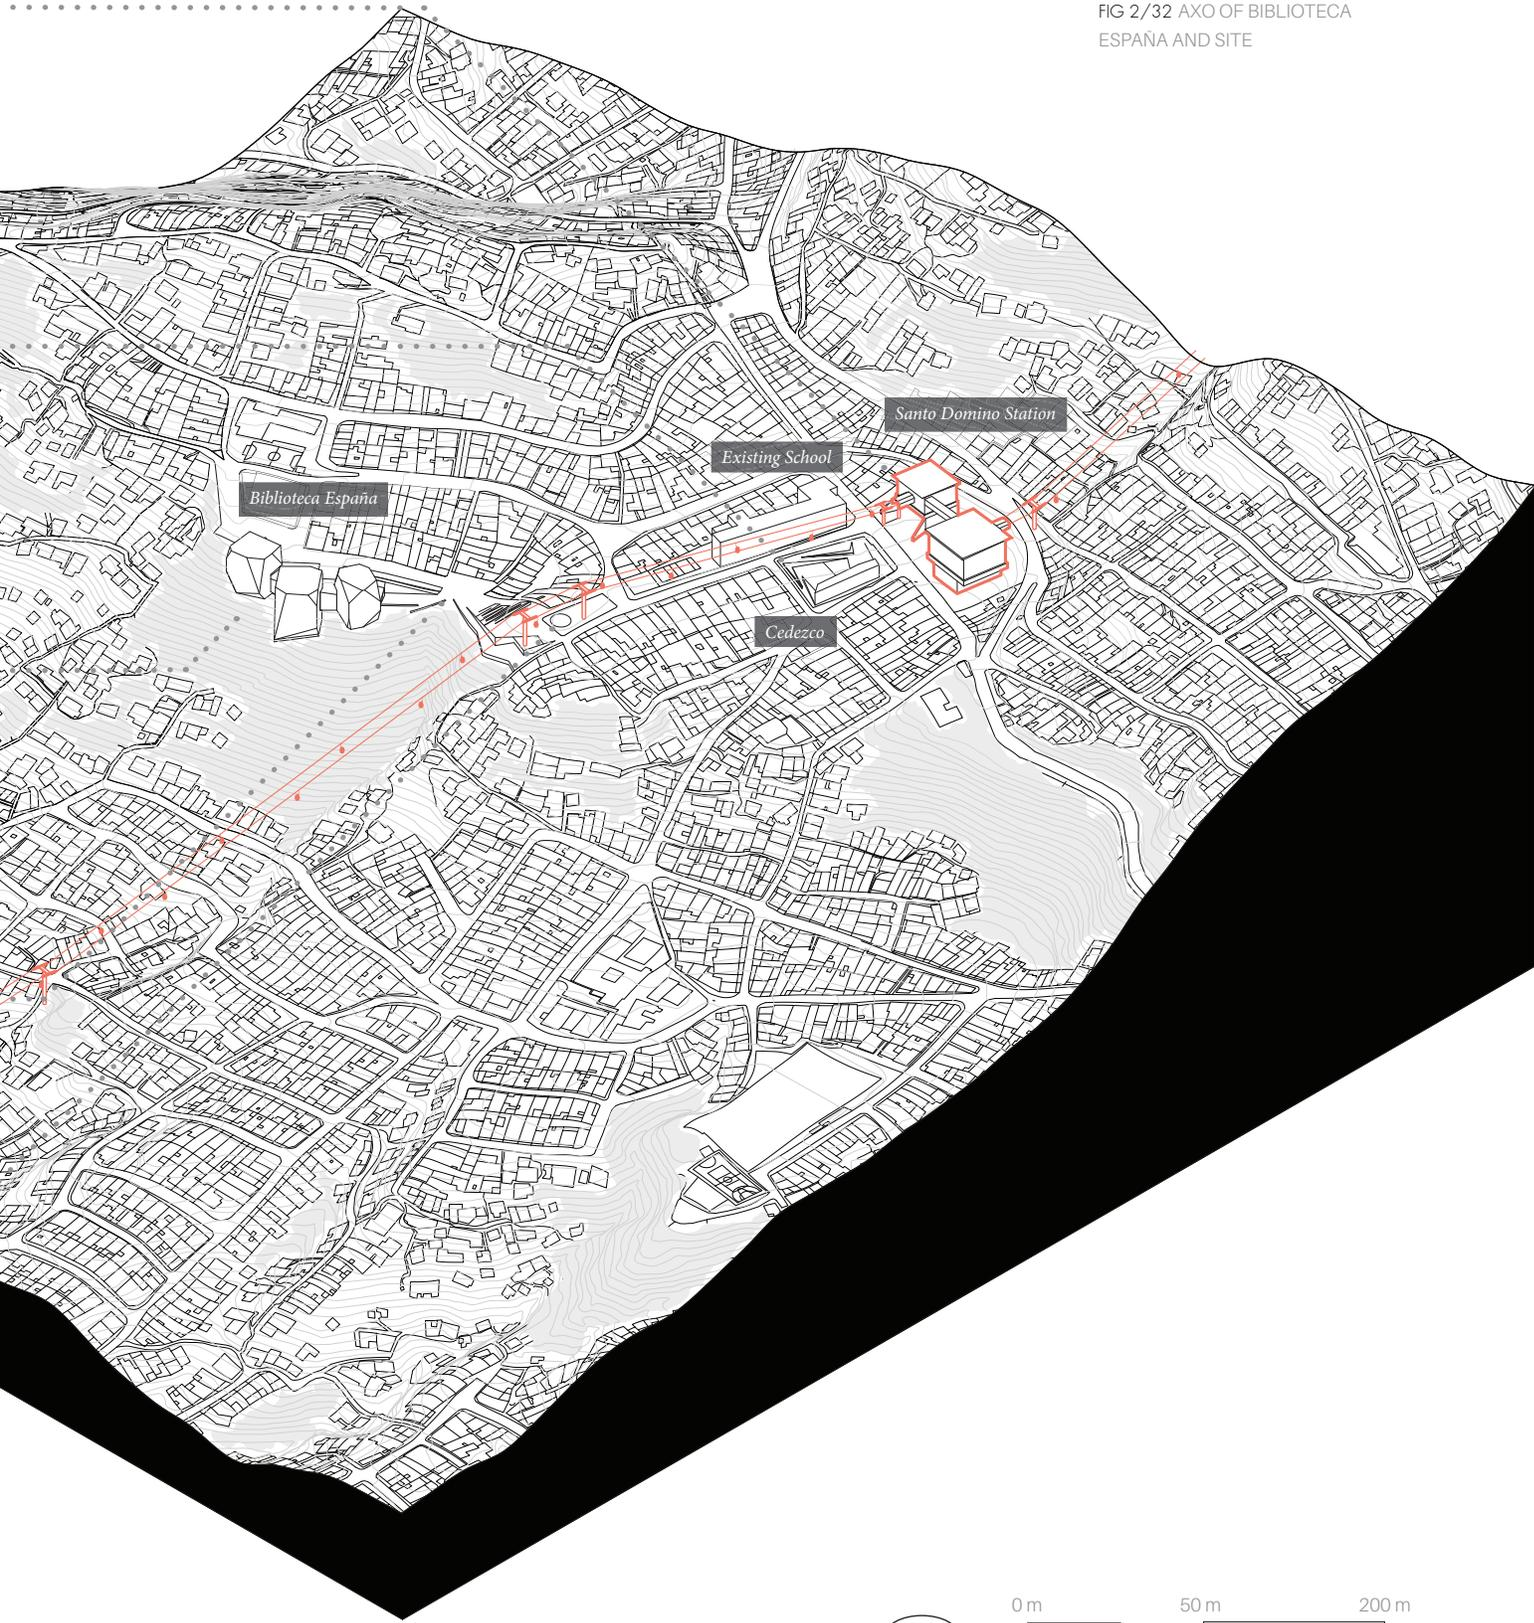 FIG 2/32 AXO OF BIBLIOTECA
ESPAÑA AND SITE
Santo Domino Station
Existing School
Biblioteca España
Cedezco
0 m 50 m 200 m